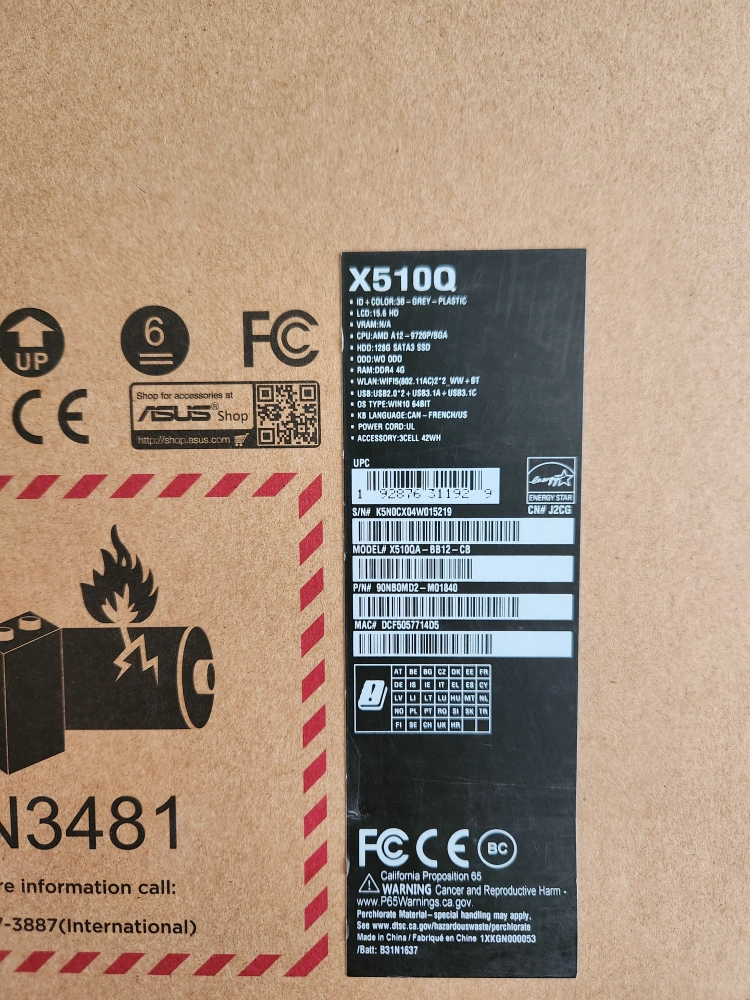 UP
6
FC
CE
Shop for accessories at
ASUS® Shop
http://shop.asus.com
N3481
re information call:
7-3887(International)
X510Q
▪ ID + COLOR:3B – GREY – PLASTIC
▪ LCD:15.6 HD
▪ VRAM:N/A
▪ CPU:AMD A12 – 9720P/BGA
▪ HDD:128G SATA3 SSD
▪ ODD:WO ODD
▪ RAM:DDR4 4G
▪ WLAN:WIFI5(802.11AC)2*2_WW + BT
▪ USB:USB2.0*2 + USB3.1A + USB3.1C
▪ OS TYPE:WIN10 64BIT
▪ KB LANGUAGE:CAN – FRENCH/US
▪ POWER CORD:UL
▪ ACCESSORY:3CELL 42WH
UPC
1 92876 31192 9
energy
ENERGY STAR
S/N# K5N0CX04W015219
CN# J2CG
MODEL# X510QA – BB12 – CB
P/N# 90NB0MD2 – M01840
MAC# DCF5057714D5
AT BE BG CZ DK EE FR
DE IS IE IT EL ES CY
LV LI LT LU HU MT NL
NO PL PT RO SI SK TR
FI SE CH UK HR
FC CE BC
California Proposition 65
WARNING Cancer and Reproductive Harm -
www.P65Warnings.ca.gov.
Perchlorate Material– special handling may apply.
See www.dtsc.ca.gov/hazardouswaste/perchlorate
Made in China / Fabriqué en Chine 1XKGN000053
/Batt: B31N1637